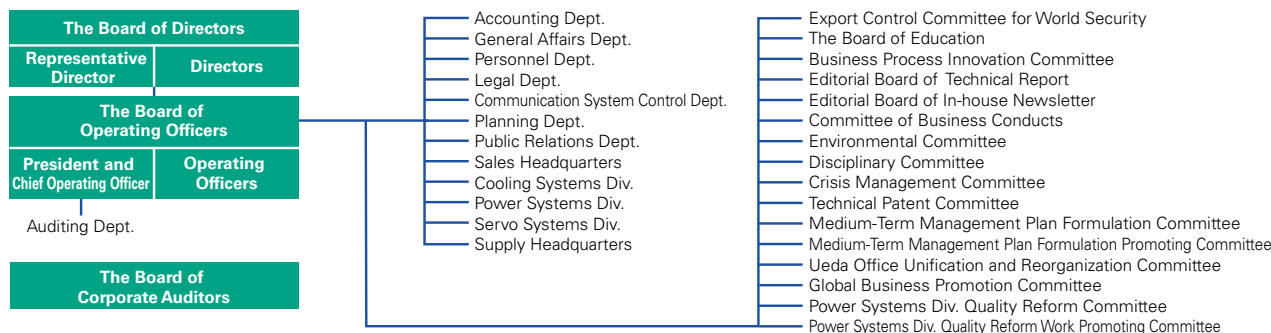 The Board of Directors
Representative
Director
Directors
The Board of
Operating Officers
President and
Chief Operating Officer
Operating
Officers
Auditing Dept.
The Board of
Corporate Auditors
Accounting Dept.
General Affairs Dept.
Personnel Dept.
Legal Dept.
Communication System Control Dept.
Planning Dept.
Public Relations Dept.
Sales Headquarters
Cooling Systems Div.
Power Systems Div.
Servo Systems Div.
Supply Headquarters
Export Control Committee for World Security
The Board of Education
Business Process Innovation Committee
Editorial Board of Technical Report
Editorial Board of In-house Newsletter
Committee of Business Conducts
Environmental Committee
Disciplinary Committee
Crisis Management Committee
Technical Patent Committee
Medium-Term Management Plan Formulation Committee
Medium-Term Management Plan Formulation Promoting Committee
Ueda Office Unification and Reorganization Committee
Global Business Promotion Committee
Power Systems Div. Quality Reform Committee
Power Systems Div. Quality Reform Work Promoting Committee